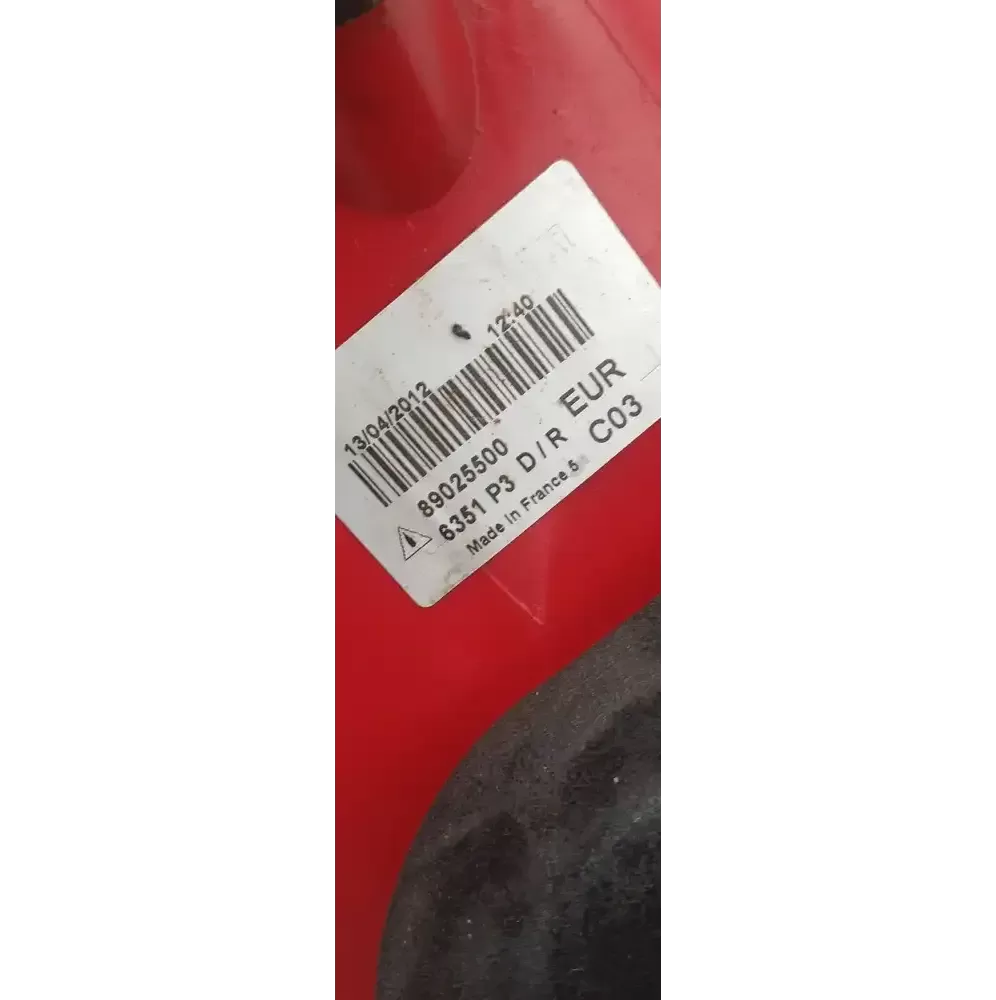 13/04/2012 12:40
89025500 EUR
6351 P3 D/R C03
Made In France 5